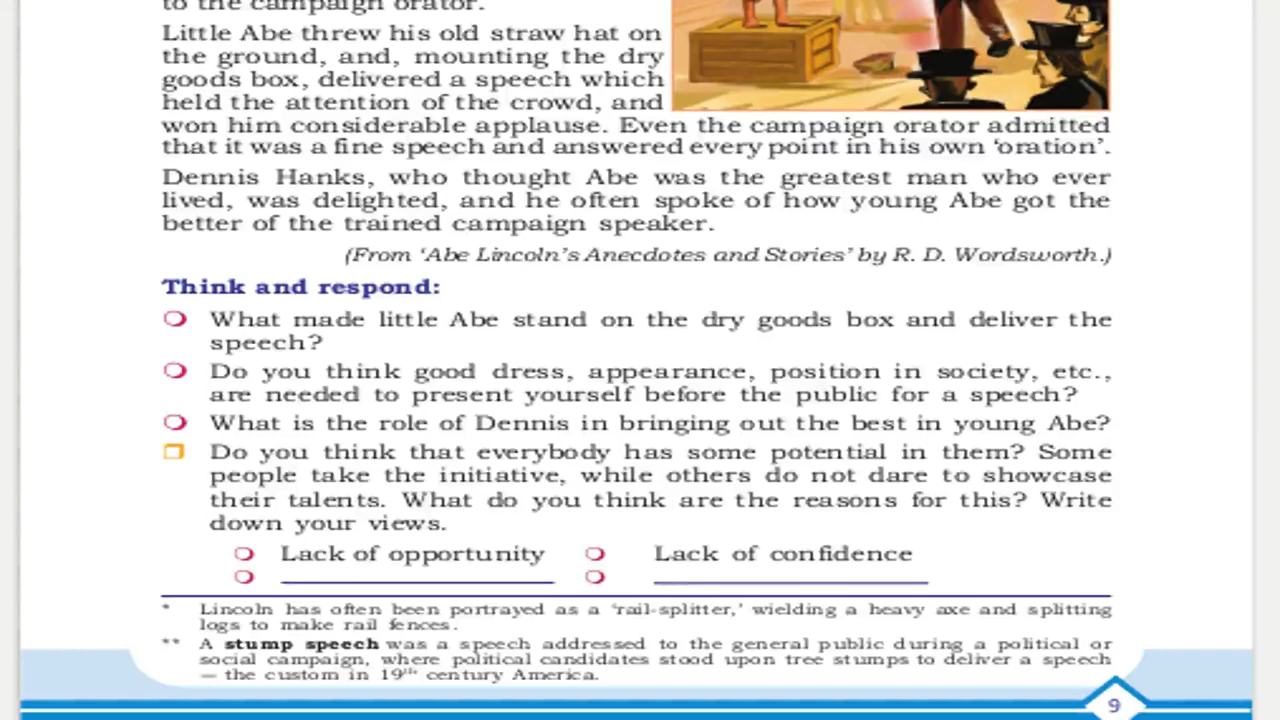 to the campaign orator.
Little Abe threw his old straw hat on
the ground, and, mounting the dry
goods box, delivered a speech which
held the attention of the crowd, and
won him considerable applause. Even the campaign orator admitted
that it was a fine speech and answered every point in his own ‘oration’.
Dennis Hanks, who thought Abe was the greatest man who ever
lived, was delighted, and he often spoke of how young Abe got the
better of the trained campaign speaker.
(From ‘Abe Lincoln’s Anecdotes and Stories’ by R. D. Wordsworth.)
Think and respond:
What made little Abe stand on the dry goods box and deliver the
speech?
Do you think good dress, appearance, position in society, etc.,
are needed to present yourself before the public for a speech?
What is the role of Dennis in bringing out the best in young Abe?
Do you think that everybody has some potential in them? Some
people take the initiative, while others do not dare to showcase
their talents. What do you think are the reasons for this? Write
down your views.
Lack of opportunity Lack of confidence
* Lincoln has often been portrayed as a ‘rail-splitter,’ wielding a heavy axe and splitting
logs to make rail fences.
** A stump speech was a speech addressed to the general public during a political or
social campaign, where political candidates stood upon tree stumps to deliver a speech
— the custom in 19th century America.
9